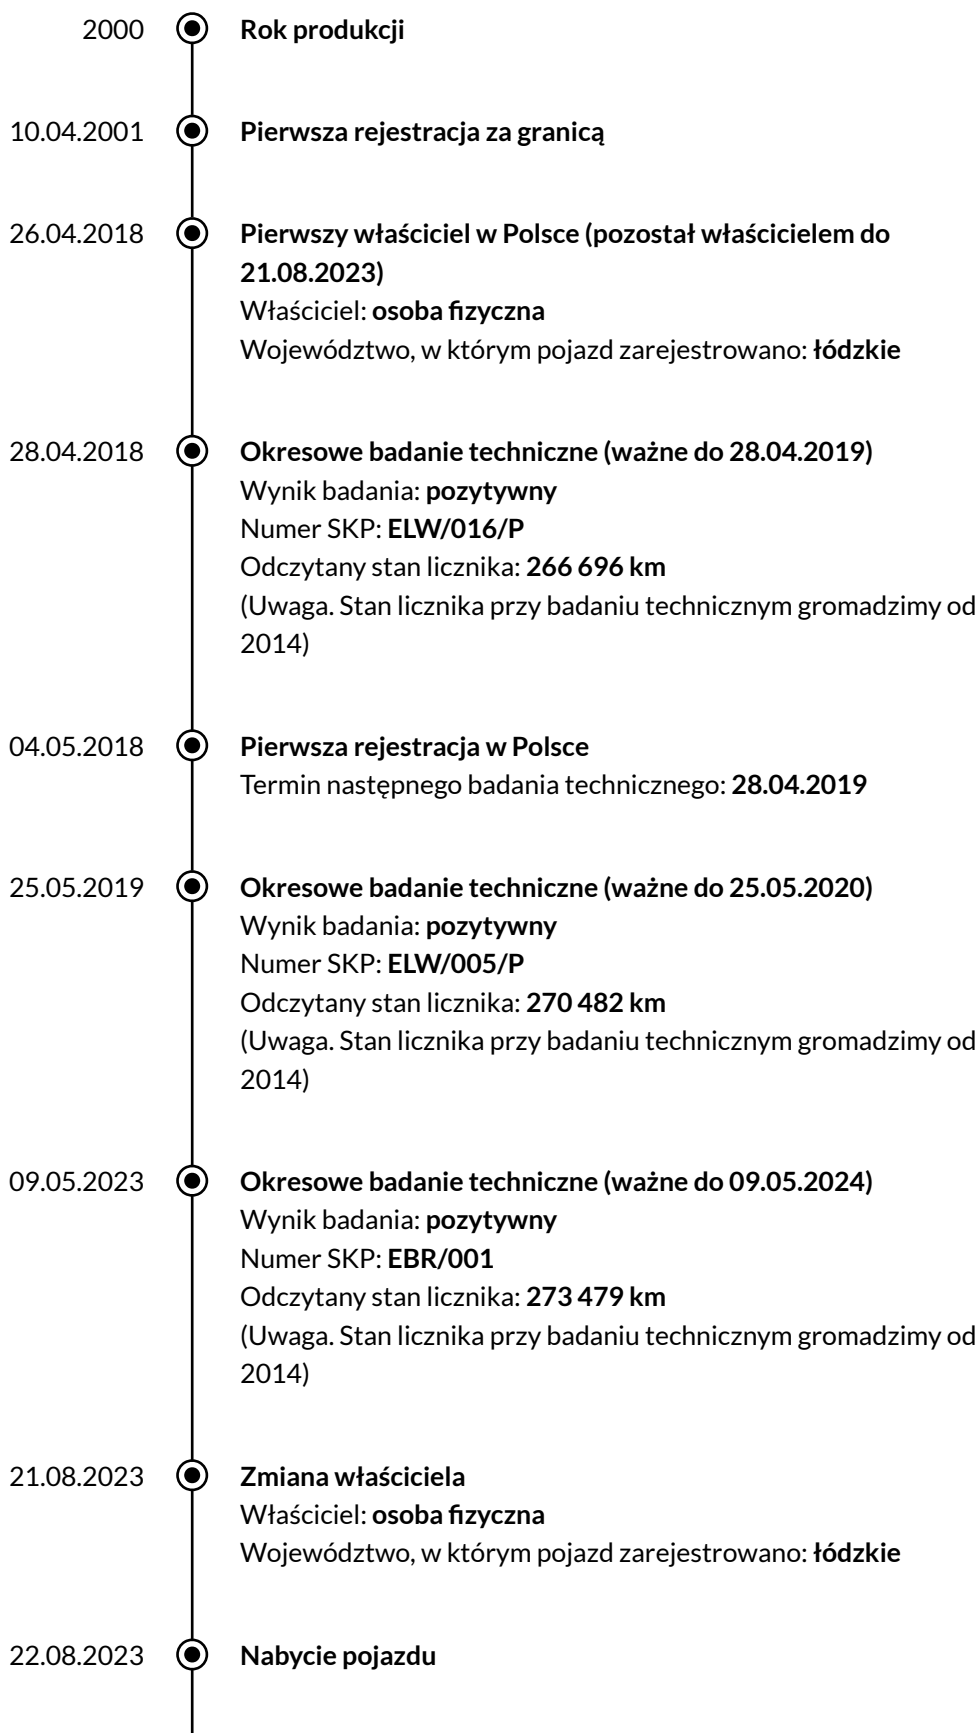 2000 Rok produkcji
10.04.2001 Pierwsza rejestracja za granicą
26.04.2018 Pierwszy właściciel w Polsce (pozostał właścicielem do
21.08.2023)
Właściciel: osoba fizyczna
Województwo, w którym pojazd zarejestrowano: łódzkie
28.04.2018 Okresowe badanie techniczne (ważne do 28.04.2019)
Wynik badania: pozytywny
Numer SKP: ELW/016/P
Odczytany stan licznika: 266 696 km
(Uwaga. Stan licznika przy badaniu technicznym gromadzimy od
2014)
04.05.2018 Pierwsza rejestracja w Polsce
Termin następnego badania technicznego: 28.04.2019
25.05.2019 Okresowe badanie techniczne (ważne do 25.05.2020)
Wynik badania: pozytywny
Numer SKP: ELW/005/P
Odczytany stan licznika: 270 482 km
(Uwaga. Stan licznika przy badaniu technicznym gromadzimy od
2014)
09.05.2023 Okresowe badanie techniczne (ważne do 09.05.2024)
Wynik badania: pozytywny
Numer SKP: EBR/001
Odczytany stan licznika: 273 479 km
(Uwaga. Stan licznika przy badaniu technicznym gromadzimy od
2014)
21.08.2023 Zmiana właściciela
Właściciel: osoba fizyczna
Województwo, w którym pojazd zarejestrowano: łódzkie
22.08.2023 Nabycie pojazdu